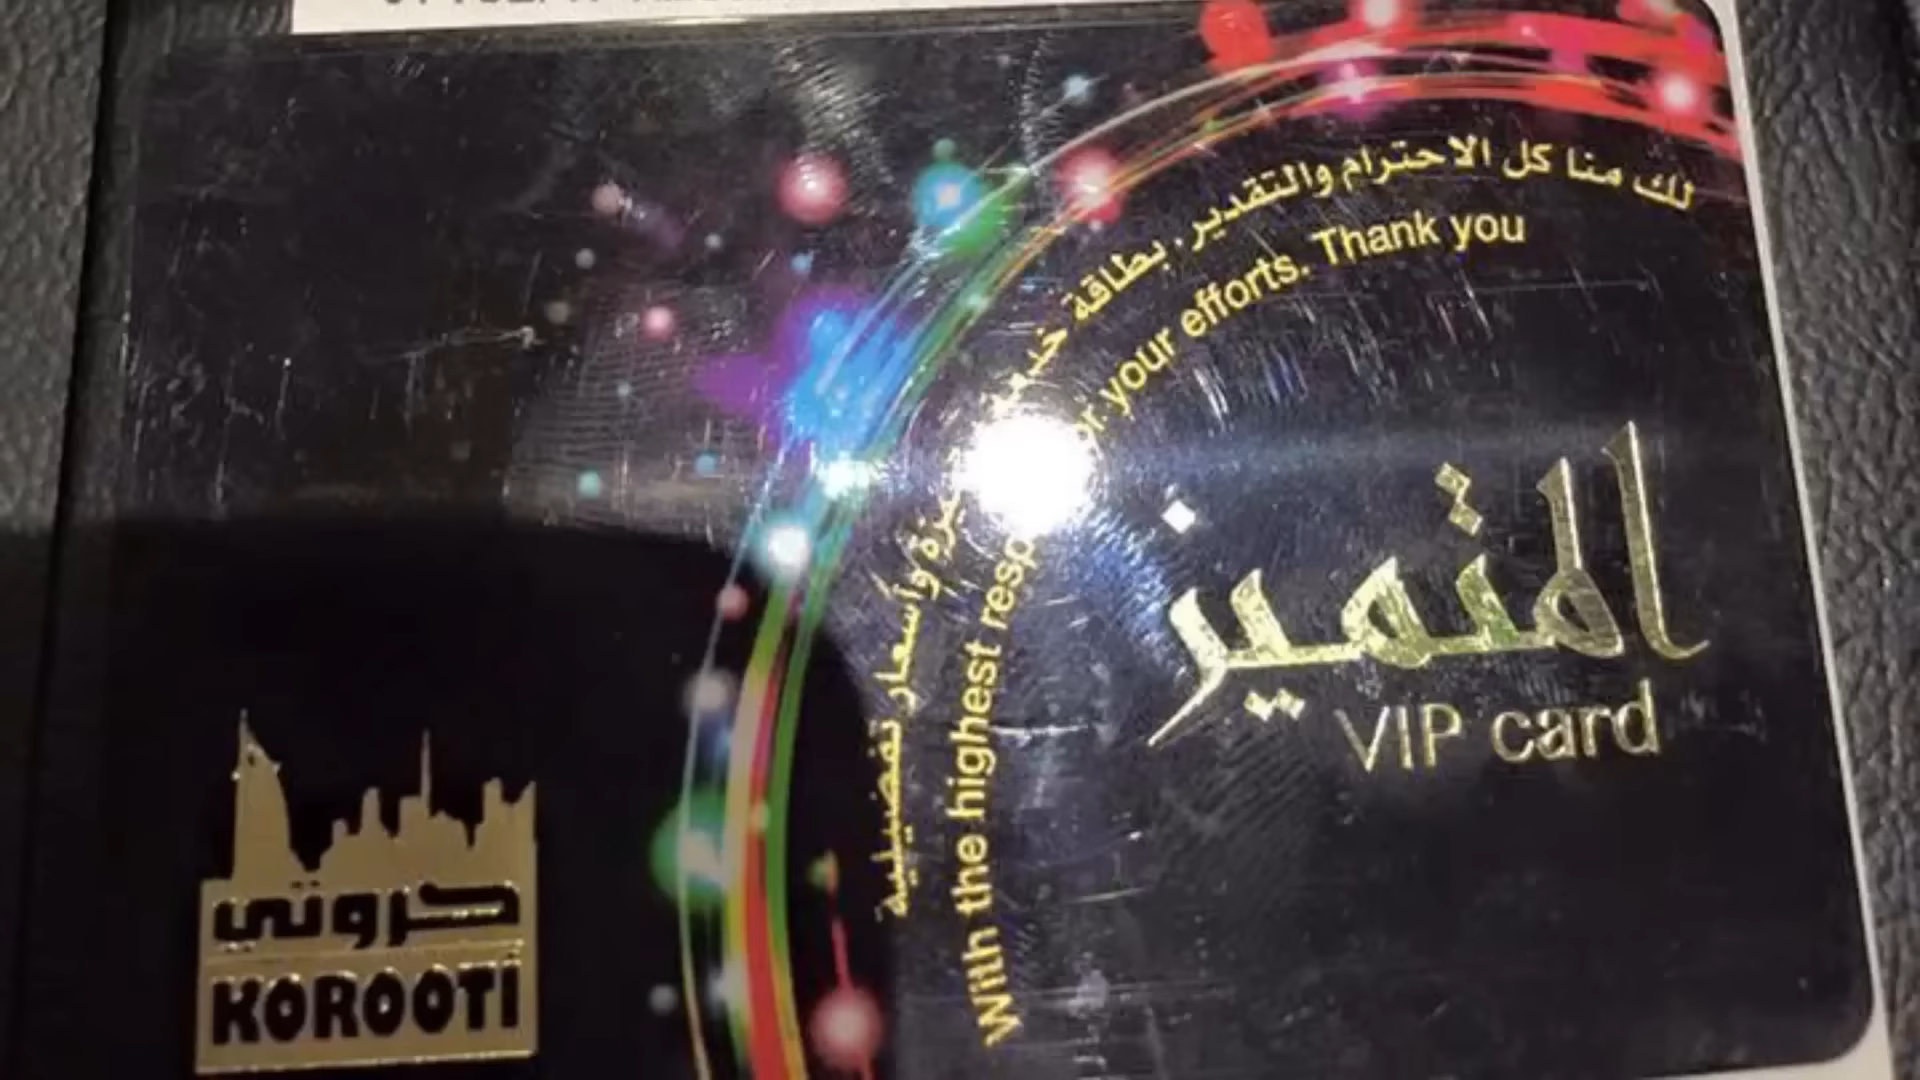 لك منا كل الاحترام والتقدير. بطاقة وأسعار تفضيلية
With the highest your efforts. Thank you
المتميز
VIP card
كروتي
KOROOTI